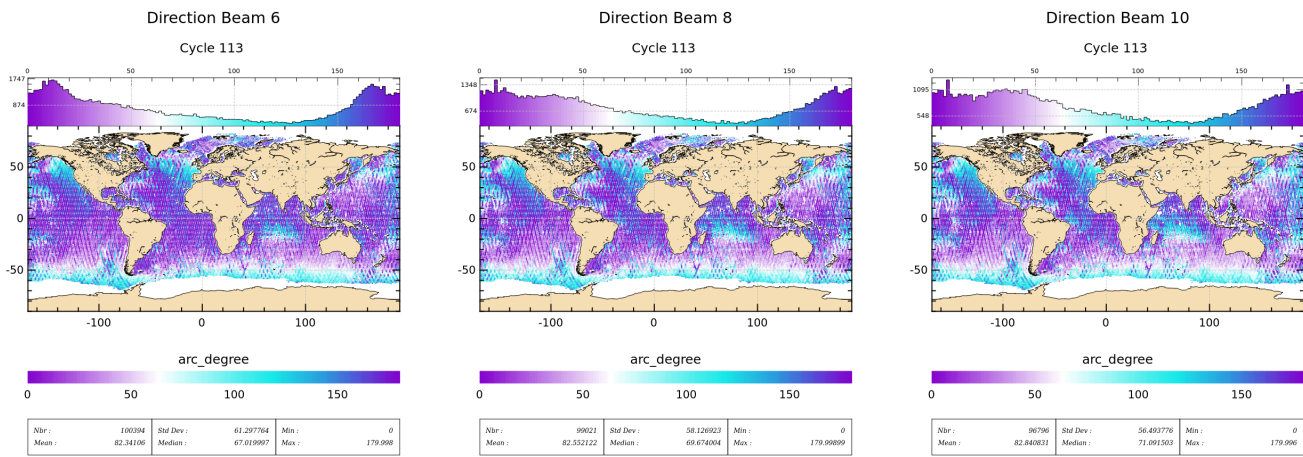 Direction Beam 6
Cycle 113
0 50 100 150
1747
874
50
0
-50
-100 0 100
arc_degree
0 50 100 150
Nbr : 100394 Std Dev : 61.297764 Min : 0
Mean : 82.34106 Median : 67.019997 Max : 179.998
Direction Beam 8
Cycle 113
0 50 100 150
1348
674
50
0
-50
-100 0 100
arc_degree
0 50 100 150
Nbr : 99021 Std Dev : 58.126923 Min : 0
Mean : 82.552122 Median : 69.674004 Max : 179.99899
Direction Beam 10
Cycle 113
0 50 100 150
1095
548
50
0
-50
-100 0 100
arc_degree
0 50 100 150
Nbr : 96796 Std Dev : 56.493776 Min : 0
Mean : 82.840831 Median : 71.091503 Max : 179.996